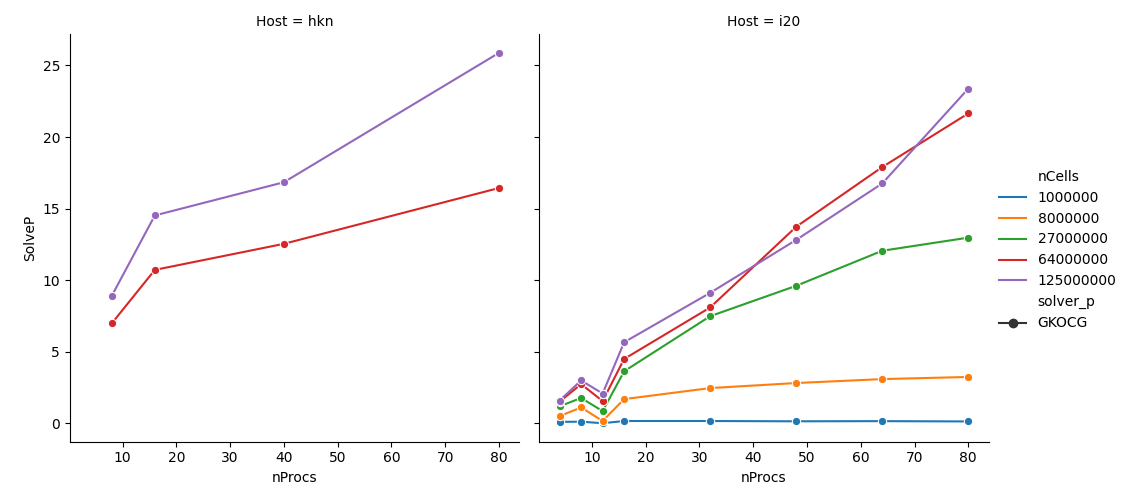 Host = hkn
Host = i20
SolveP
25
20
15
10
5
0
10 20 30 40 50 60 70 80
nProcs
10 20 30 40 50 60 70 80
nProcs
nCells
1000000
8000000
27000000
64000000
125000000
solver_p
GKOCG